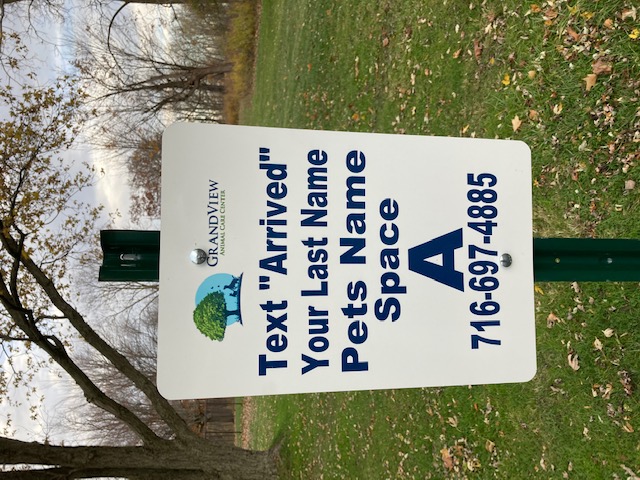 GRANDVIEW
ANIMAL CARE CENTER
Text "Arrived"
Your Last Name
Pets Name
Space
A
716-697-4885